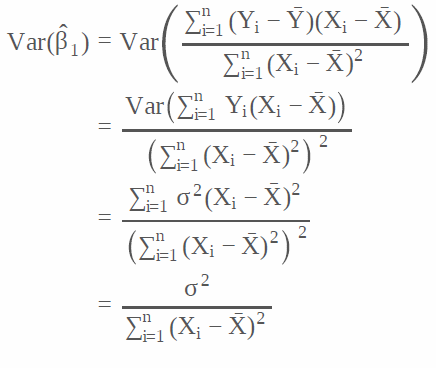 Var(β̂₁) = Var( ∑ⁿᵢ₌₁ (Yᵢ − Ȳ)(Xᵢ − X̄) / ∑ⁿᵢ₌₁ (Xᵢ − X̄)² )
= Var(∑ⁿᵢ₌₁ Yᵢ(Xᵢ − X̄)) / (∑ⁿᵢ₌₁ (Xᵢ − X̄)²)²
= ∑ⁿᵢ₌₁ σ²(Xᵢ − X̄)² / (∑ⁿᵢ₌₁ (Xᵢ − X̄)²)²
= σ² / ∑ⁿᵢ₌₁ (Xᵢ − X̄)²